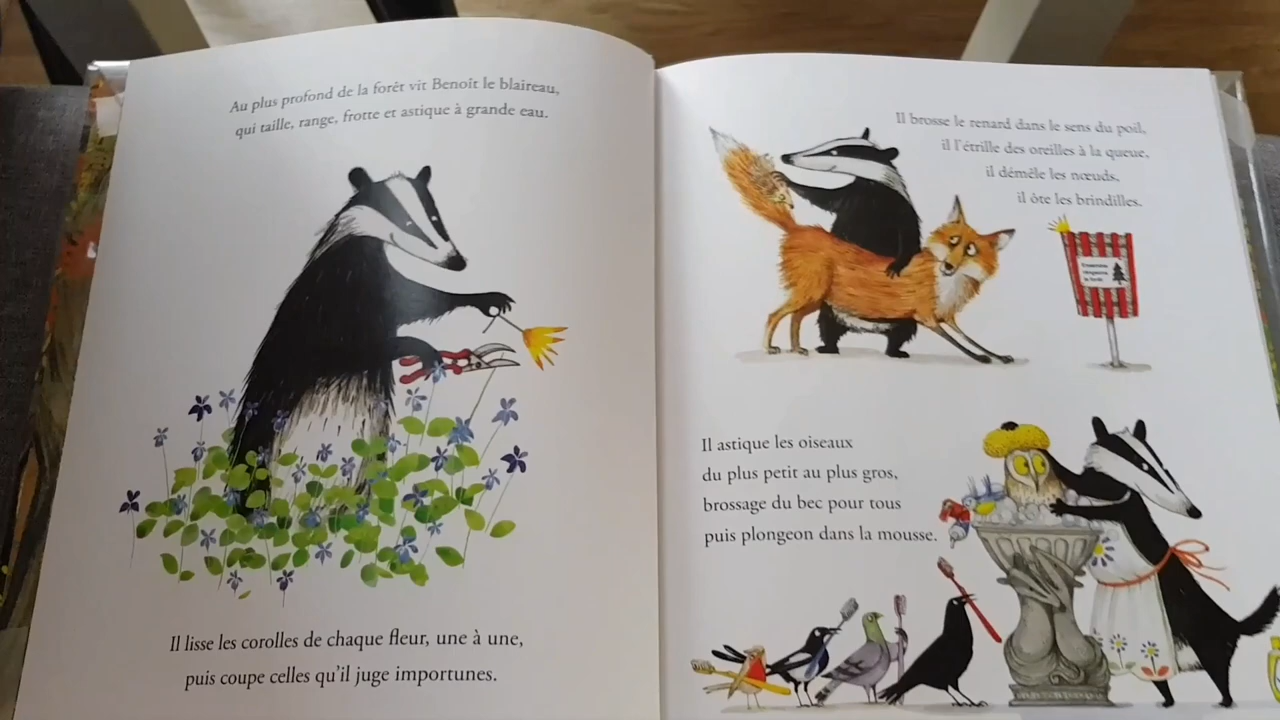 Au plus profond de la forêt vit Benoît le blaireau,
qui taille, range, frotte et astique à grande eau.
Il lisse les corolles de chaque fleur, une à une,
puis coupe celles qu'il juge importunes.
Il brosse le renard dans le sens du poil,
il l'étrille des oreilles à la queue,
il démêle les nœuds,
il ôte les brindilles.
Il astique les oiseaux
du plus petit au plus gros,
brossage du bec pour tous
puis plongeon dans la mousse.